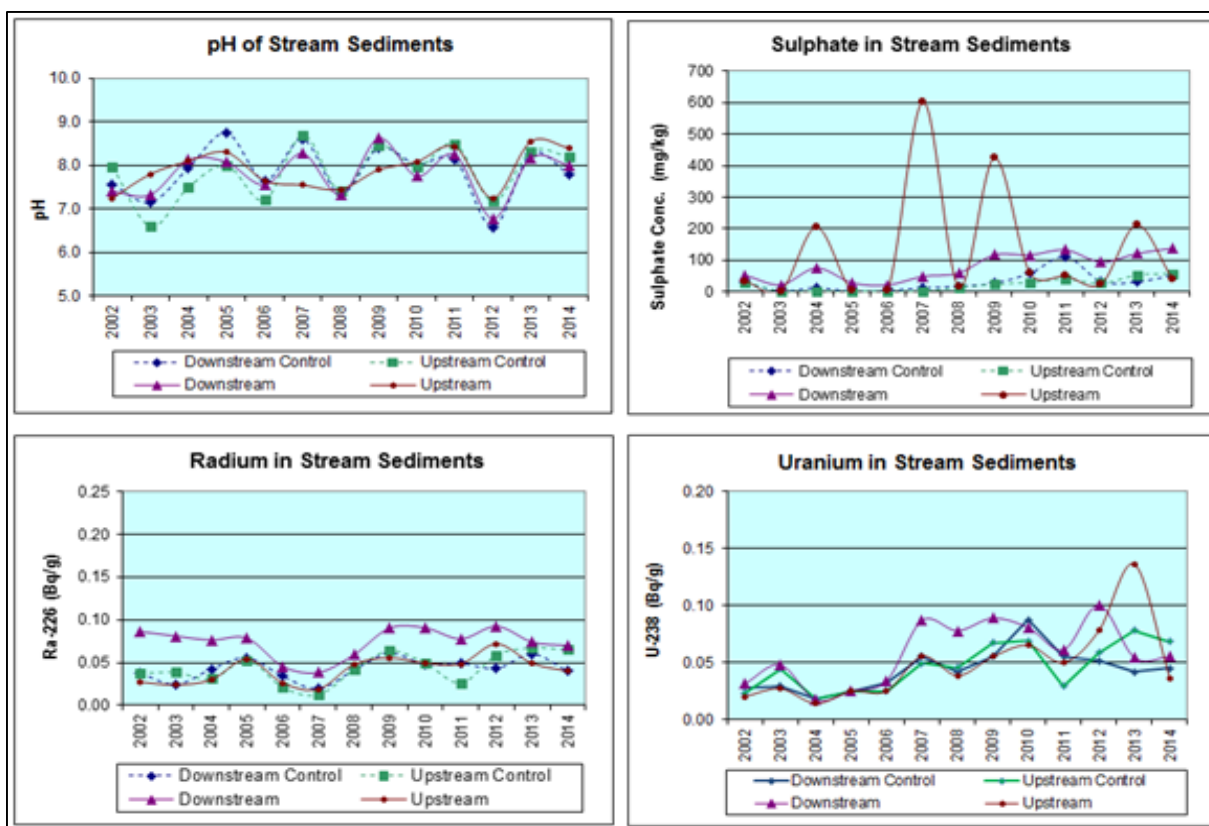 pH of Stream Sediments
10.0
9.0
8.0
7.0
6.0
5.0
pH
2002 2003 2004 2005 2006 2007 2008 2009 2010 2011 2012 2013 2014
Downstream Control Upstream Control
Downstream Upstream
Sulphate in Stream Sediments
700
600
500
400
300
200
100
0
Sulphate Conc. (mg/kg)
2002 2003 2004 2005 2006 2007 2008 2009 2010 2011 2012 2013 2014
Downstream Control Upstream Control
Downstream Upstream
Radium in Stream Sediments
0.25
0.20
0.15
0.10
0.05
0.00
Ra-226 (Bq/g)
2002 2003 2004 2005 2006 2007 2008 2009 2010 2011 2012 2013 2014
Downstream Control Upstream Control
Downstream Upstream
Uranium in Stream Sediments
0.20
0.15
0.10
0.05
0.00
U-238 (Bq/g)
2002 2003 2004 2005 2006 2007 2008 2009 2010 2011 2012 2013 2014
Downstream Control Upstream Control
Downstream Upstream